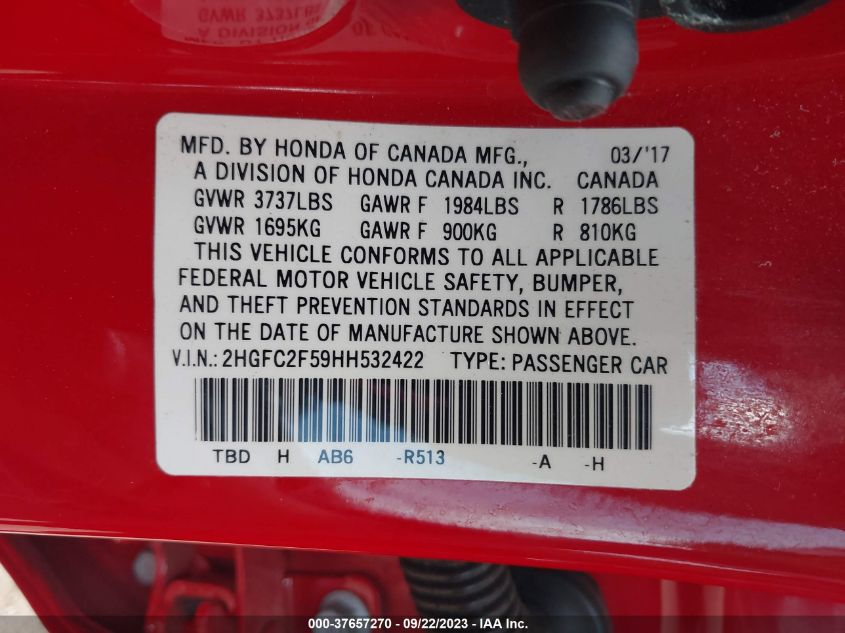 MFD. BY HONDA OF CANADA MFG., 03/'17
A DIVISION OF HONDA CANADA INC. CANADA
GVWR 3737LBS GAWR F 1984LBS R 1786LBS
GVWR 1695KG GAWR F 900KG R 810KG
THIS VEHICLE CONFORMS TO ALL APPLICABLE
FEDERAL MOTOR VEHICLE SAFETY, BUMPER,
AND THEFT PREVENTION STANDARDS IN EFFECT
ON THE DATE OF MANUFACTURE SHOWN ABOVE.
V.I.N.: 2HGFC2F59HH532422 TYPE: PASSENGER CAR
TBD H AB6 -R513 -A -H
000-37657270 - 09/22/2023 - IAA Inc.